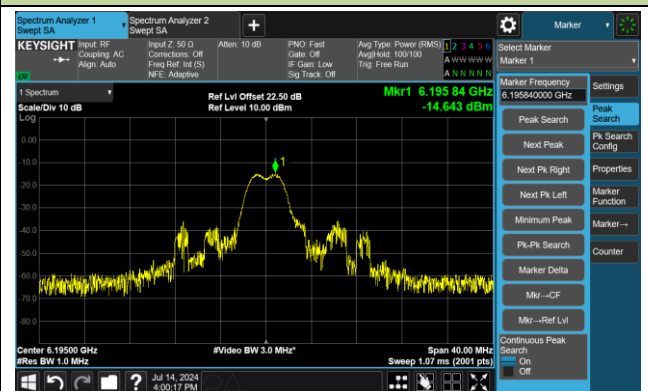 Spectrum Analyzer 1
Swept SA
Spectrum Analyzer 2
Swept SA
+
Marker
KEYSIGHT
Input: RF
Coupling: AC
Align: Auto
Input Z: 50 Ω
Corrections: Off
Freq Ref: Int (S)
NFE: Adaptive
Atten: 10 dB
PNO: Fast
Gate: Off
IF Gain: Low
Sig Track: Off
Avg Type: Power (RMS)
Avg|Hold: 100/100
Trig: Free Run
1 2 3 4 5 6
A W W W W W
A N N N N N
LXI
Select Marker
Marker 1
1 Spectrum
Scale/Div 10 dB
Log
Ref Lvl Offset 22.50 dB
Ref Level 10.00 dBm
Mkr1 6.195 84 GHz
-14.643 dBm
0.00
-10.0
-20.0
-30.0
-40.0
-50.0
-60.0
-70.0
-80.0
1
Center 6.19500 GHz
#Res BW 1.0 MHz
#Video BW 3.0 MHz*
Span 40.00 MHz
Sweep 1.07 ms (2001 pts)
Marker Frequency
6.195840000 GHz
Peak Search
Next Peak
Next Pk Right
Next Pk Left
Minimum Peak
Pk-Pk Search
Marker Delta
Mkr→CF
Mkr→Ref Lvl
Continuous Peak
Search
On
Off
Settings
Peak
Search
Pk Search
Config
Properties
Marker
Function
Marker→
Counter
?
Jul 14, 2024
4:00:17 PM